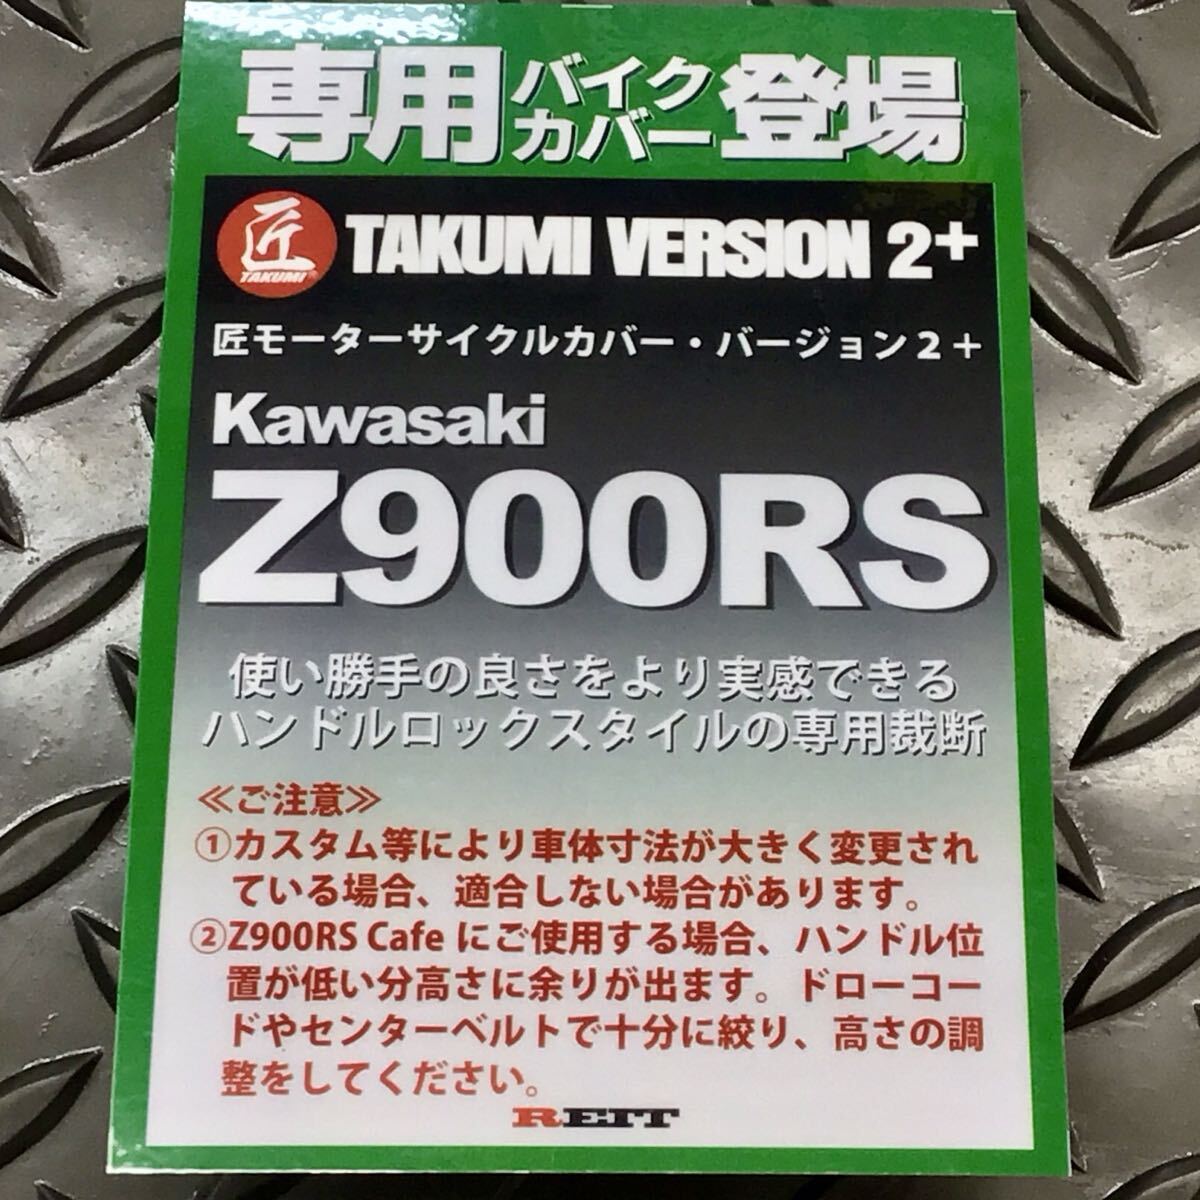 専用バイクカバー登場
匠 TAKUMI® TAKUMI VERSION 2+
匠モーターサイクルカバー・バージョン2+
Kawasaki
Z900RS
使い勝手の良さをより実感できる
ハンドルロックスタイルの専用裁断
≪ご注意≫
①カスタム等により車体寸法が大きく変更され
ている場合、適合しない場合があります。
②Z900RS Cafe にご使用する場合、ハンドル位
置が低い分高さに余りが出ます。ドローコー
ドやセンターベルトで十分に絞り、高さの調
整をしてください。
REIT